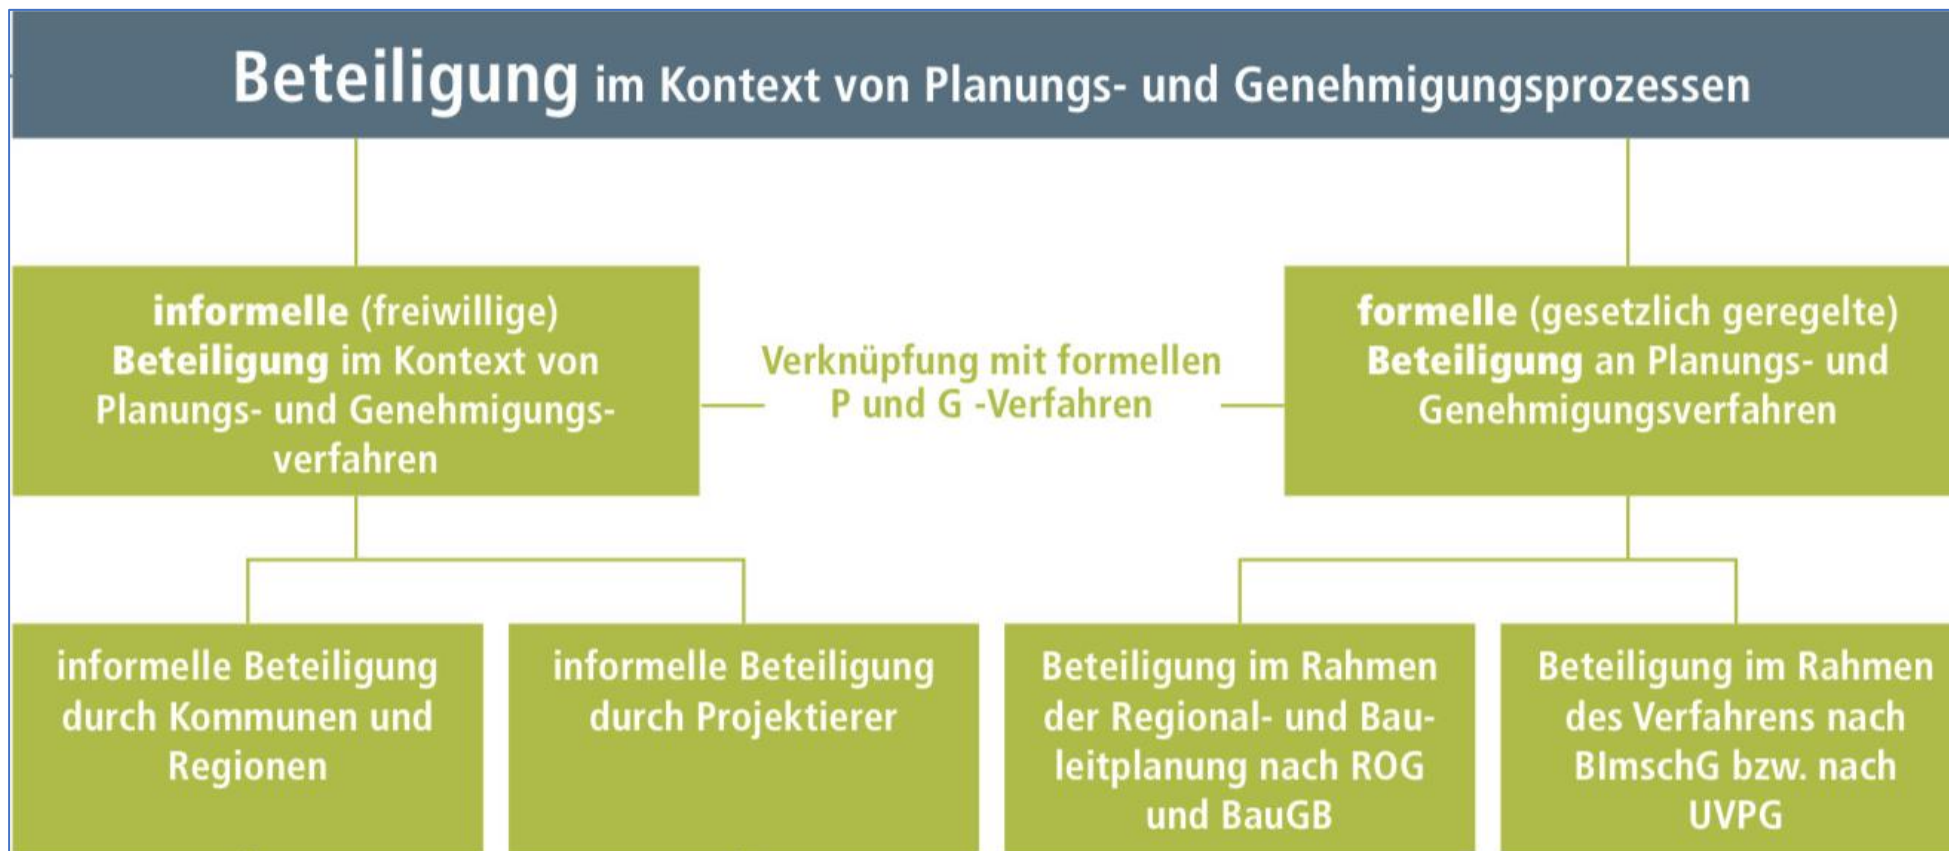 Beteiligung im Kontext von Planungs- und Genehmigungsprozessen
informelle (freiwillige)
Beteiligung im Kontext von
Planungs- und Genehmigungs-
verfahren
Verknüpfung mit formellen
P und G -Verfahren
formelle (gesetzlich geregelte)
Beteiligung an Planungs- und
Genehmigungsverfahren
informelle Beteiligung
durch Kommunen und
Regionen
informelle Beteiligung
durch Projektierer
Beteiligung im Rahmen
der Regional- und Bau-
leitplanung nach ROG
und BauGB
Beteiligung im Rahmen
des Verfahrens nach
BImschG bzw. nach
UVPG